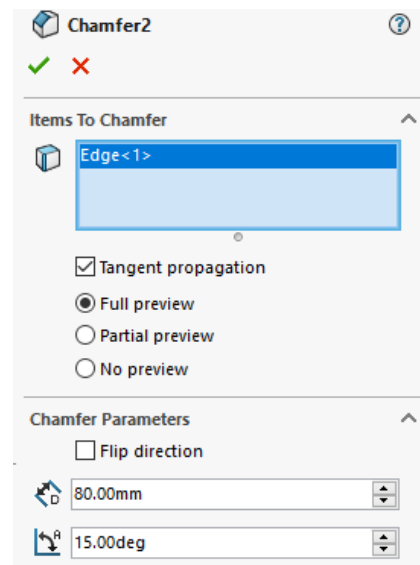 Chamfer2
Items To Chamfer
Edge<1>
Tangent propagation
Full preview
Partial preview
No preview
Chamfer Parameters
Flip direction
D 80.00mm
A 15.00deg